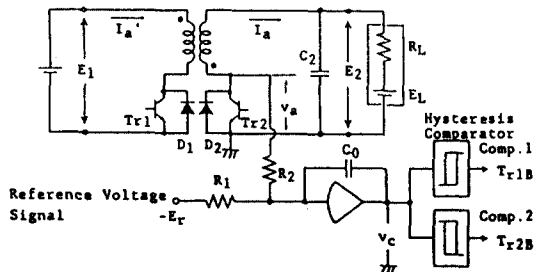 Ia' Ia
E1 C2 E2 RL
Tr1 va Tr2 EL
D1 D2
Hysteresis
Comparator
C0 Comp.1
R2
Tr1B
Reference Voltage R1
Signal -Er Comp.2
vc Tr2B